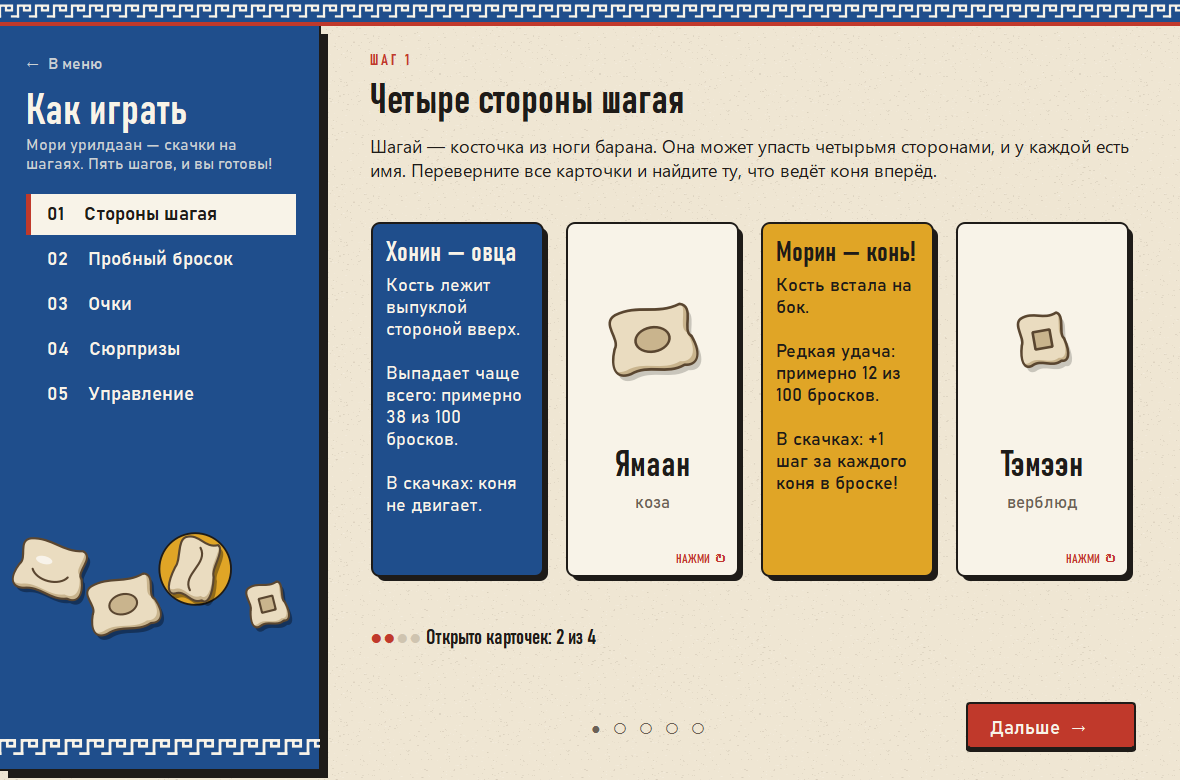 ← В меню
Как играть
Мори урилдаан — скачки на
шагаях. Пять шагов, и вы готовы!
01 Стороны шагая
02 Пробный бросок
03 Очки
04 Сюрпризы
05 Управление
ШАГ 1
Четыре стороны шагая
Шагай — косточка из ноги барана. Она может упасть четырьмя сторонами, и у каждой есть
имя. Переверните все карточки и найдите ту, что ведёт коня вперёд.
Хонин — овца
Кость лежит
выпуклой
стороной вверх.
Выпадает чаще
всего: примерно
38 из 100
бросков.
В скачках: коня
не двигает.
Ямаан
коза
НАЖМИ ↻
Морин — конь!
Кость встала на
бок.
Редкая удача:
примерно 12 из
100 бросков.
В скачках: +1
шаг за каждого
коня в броске!
Тэмээн
верблюд
НАЖМИ ↻
Открыто карточек: 2 из 4
Дальше →